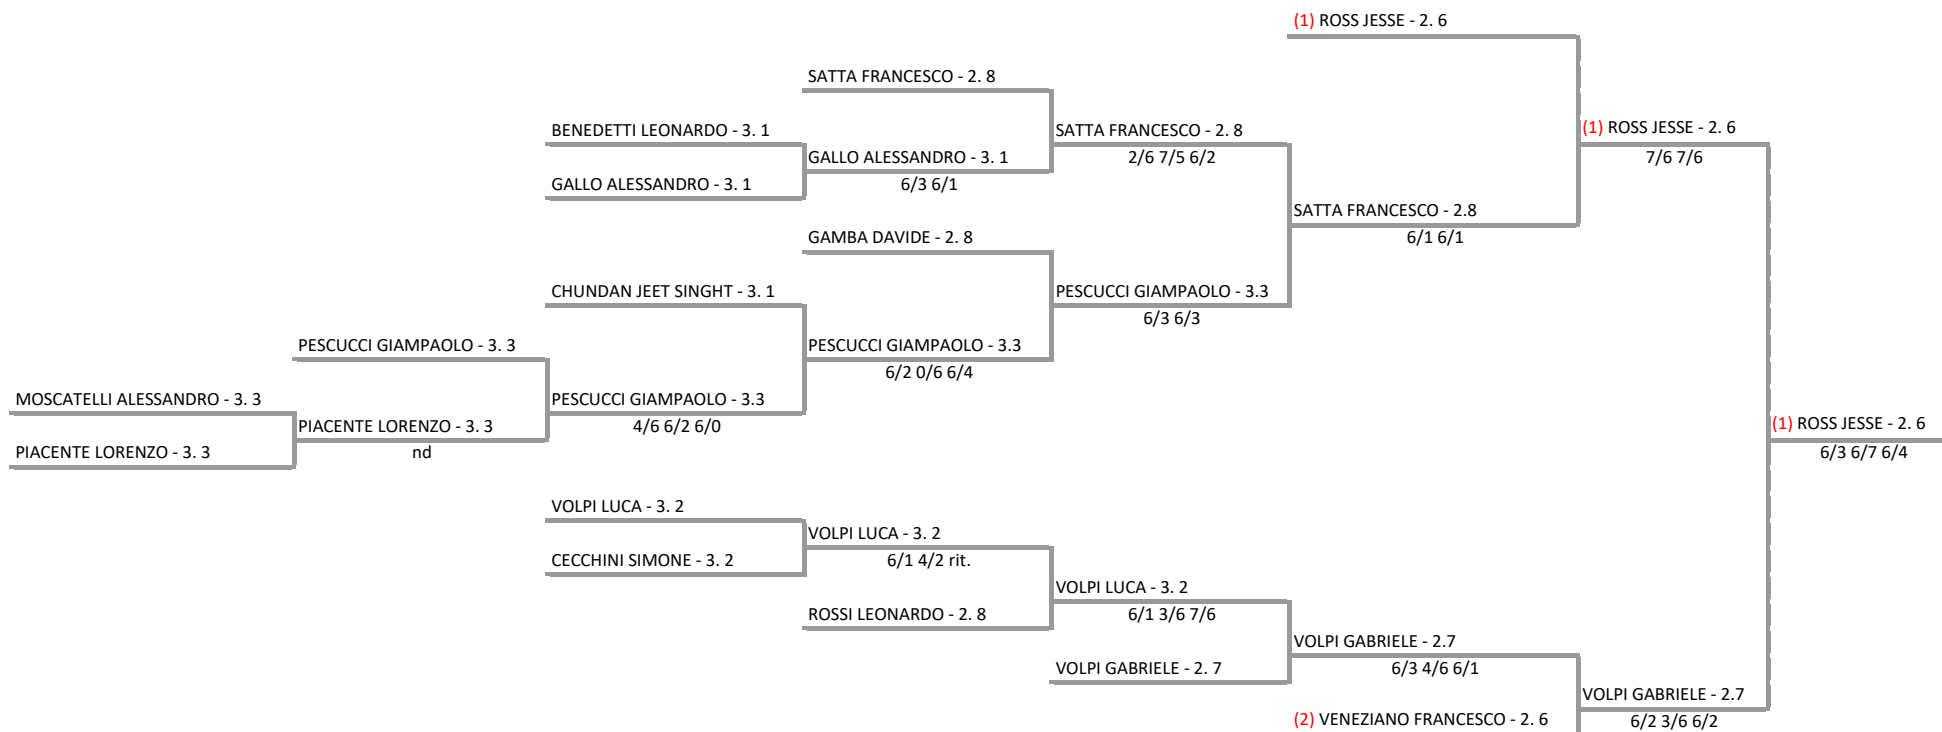 (1) ROSS JESSE - 2. 6
SATTA FRANCESCO - 2. 8
BENEDETTI LEONARDO - 3. 1
SATTA FRANCESCO - 2. 8
(1) ROSS JESSE - 2. 6
GALLO ALESSANDRO - 3. 1
2/6 7/5 6/2
7/6 7/6
GALLO ALESSANDRO - 3. 1
6/3 6/1
SATTA FRANCESCO - 2.8
GAMBA DAVIDE - 2. 8
6/1 6/1
CHUNDAN JEET SINGHT - 3. 1
PESCUCCI GIAMPAOLO - 3.3
6/3 6/3
PESCUCCI GIAMPAOLO - 3. 3
PESCUCCI GIAMPAOLO - 3.3
6/2 0/6 6/4
MOSCATELLI ALESSANDRO - 3. 3
PESCUCCI GIAMPAOLO - 3.3
PIACENTE LORENZO - 3. 3
4/6 6/2 6/0
(1) ROSS JESSE - 2. 6
PIACENTE LORENZO - 3. 3
nd
6/3 6/7 6/4
VOLPI LUCA - 3. 2
VOLPI LUCA - 3. 2
CECCHINI SIMONE - 3. 2
6/1 4/2 rit.
VOLPI LUCA - 3. 2
ROSSI LEONARDO - 2. 8
6/1 3/6 7/6
VOLPI GABRIELE - 2.7
VOLPI GABRIELE - 2. 7
6/3 4/6 6/1
VOLPI GABRIELE - 2.7
(2) VENEZIANO FRANCESCO - 2. 6
6/2 3/6 6/2